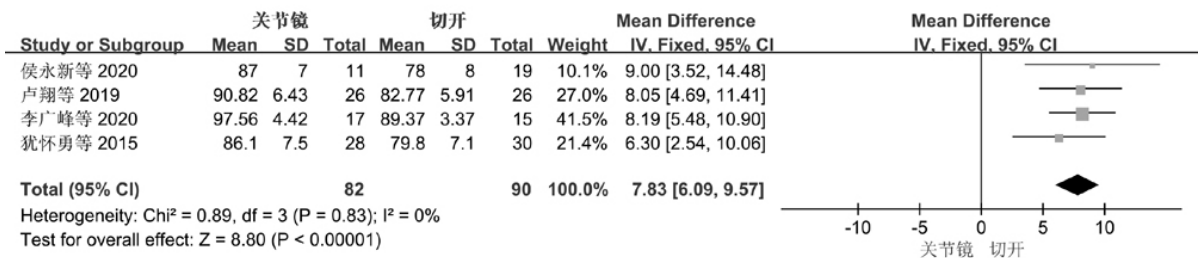 关节镜 切开 Mean Difference Mean Difference
Study or Subgroup Mean SD Total Mean SD Total Weight IV, Fixed, 95% CI IV, Fixed, 95% CI
侯永新等 2020 87 7 11 78 8 19 10.1% 9.00 [3.52, 14.48]
卢翔等 2019 90.82 6.43 26 82.77 5.91 26 27.0% 8.05 [4.69, 11.41]
李广峰等 2020 97.56 4.42 17 89.37 3.37 15 41.5% 8.19 [5.48, 10.90]
犹怀勇等 2015 86.1 7.5 28 79.8 7.1 30 21.4% 6.30 [2.54, 10.06]
Total (95% CI) 82 90 100.0% 7.83 [6.09, 9.57]
Heterogeneity: Chi² = 0.89, df = 3 (P = 0.83); I² = 0%
Test for overall effect: Z = 8.80 (P < 0.00001)
-10 -5 0 5 10
关节镜 切开